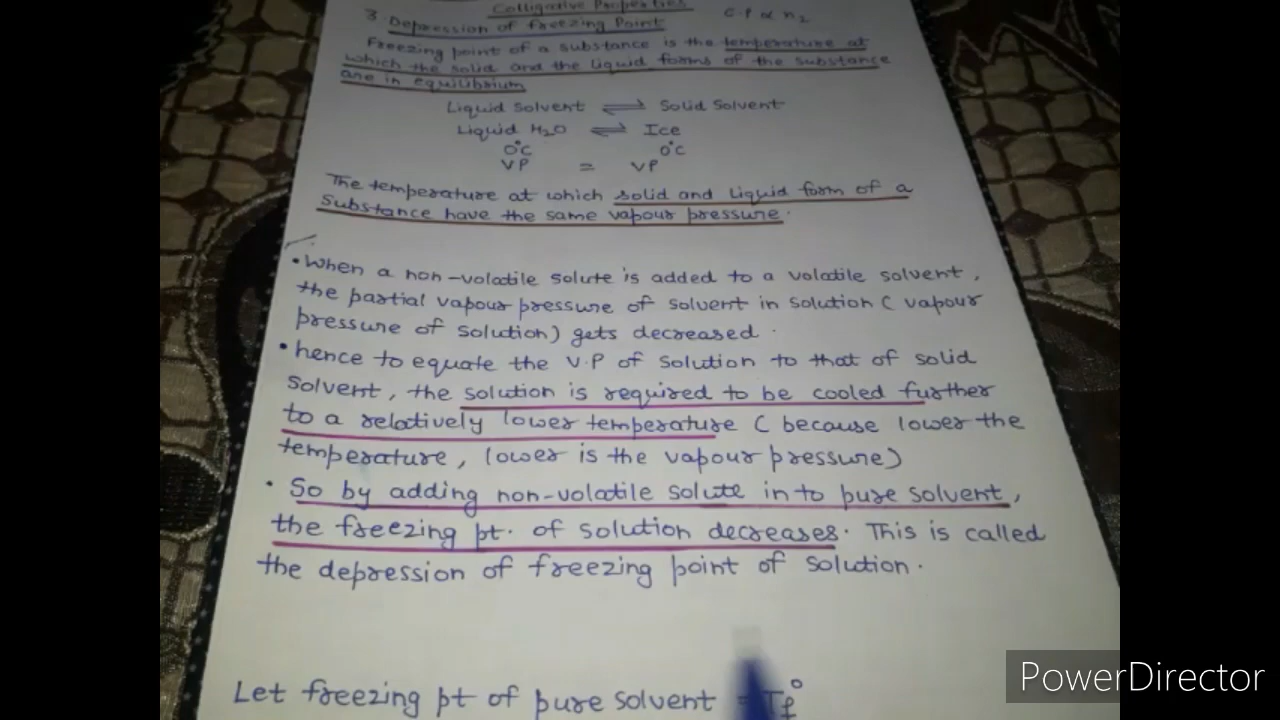 Colligative Properties
3. Depression of Freezing Point C.P ∝ n₂
Freezing point of a substance is the temperature at
which the solid and the liquid forms of the substance
are in equilibrium
Liquid Solvent ⇌ Solid Solvent
Liquid H₂O ⇌ Ice
0°C 0°C
VP = VP
The temperature at which solid and liquid form of a
Substance have the same vapour pressure.
• When a non-volatile solute is added to a volatile solvent,
the partial vapour pressure of solvent in solution ( vapour
pressure of solution) gets decreased.
• hence to equate the V.P of solution to that of solid
solvent, the solution is required to be cooled further
to a relatively lower temperature ( because lower the
temperature, lower is the vapour pressure)
• So by adding non-volatile solute in to pure solvent,
the freezing pt. of solution decreases. This is called
the depression of freezing point of solution.
Let freezing pt of pure solvent = Tf°
PowerDirector